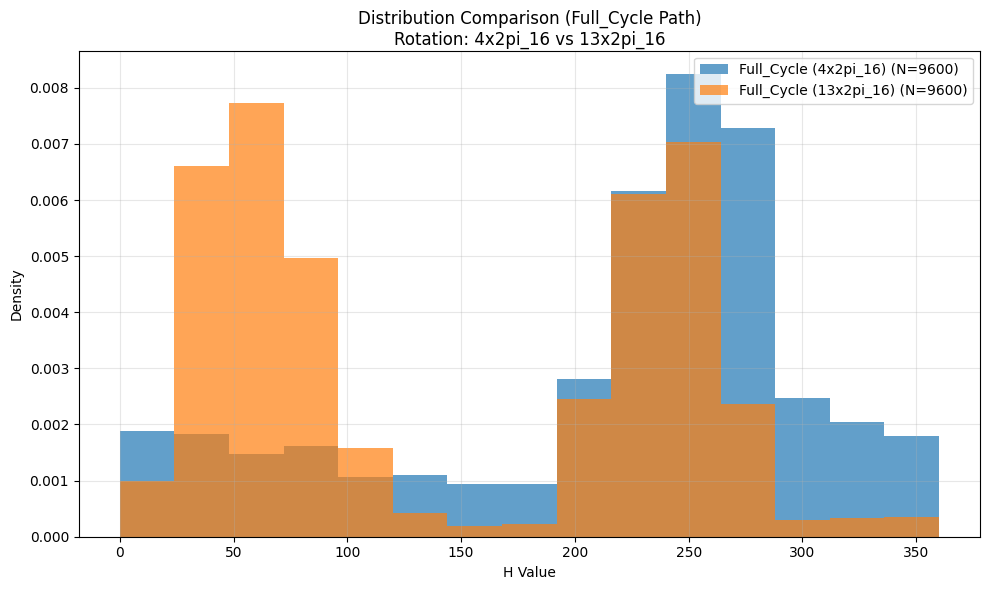 Distribution Comparison (Full_Cycle Path)
Rotation: 4x2pi_16 vs 13x2pi_16
Full_Cycle (4x2pi_16) (N=9600)
Full_Cycle (13x2pi_16) (N=9600)
Density
0.008
0.007
0.006
0.005
0.004
0.003
0.002
0.001
0.000
0 50 100 150 200 250 300 350
H Value